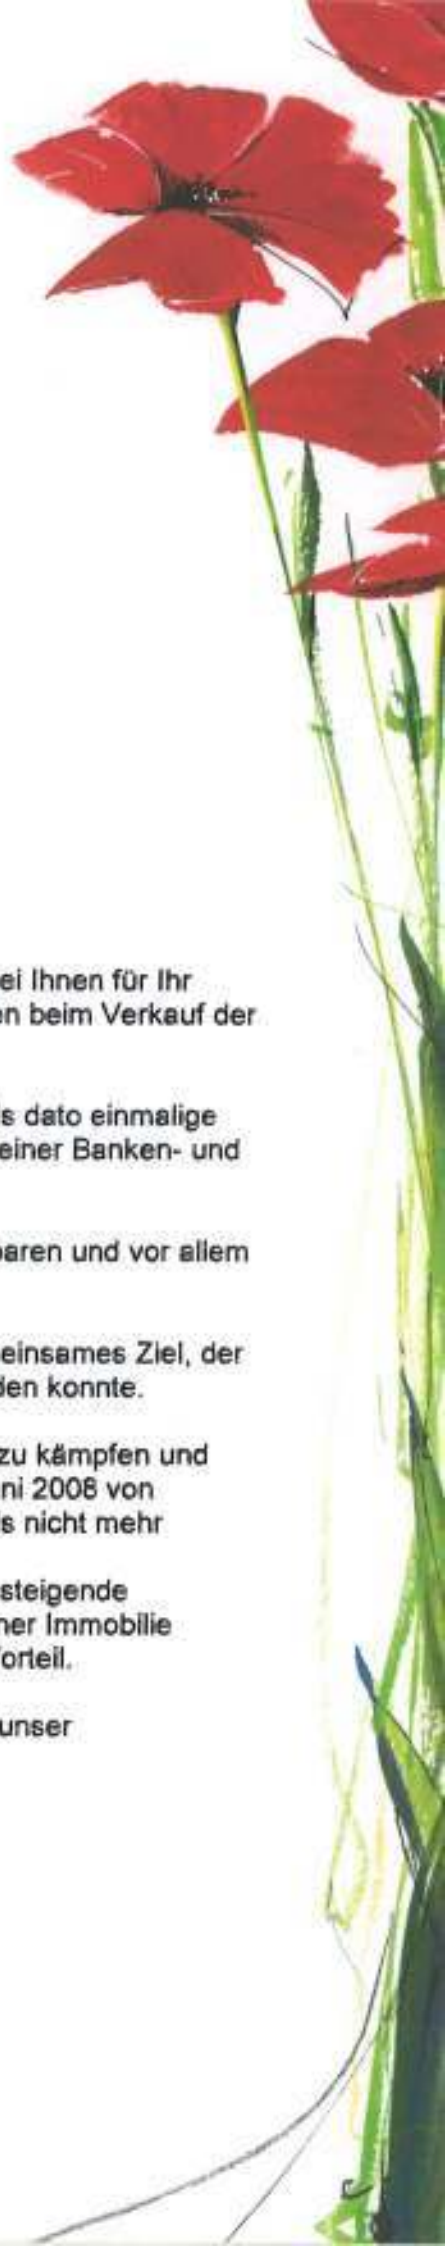 ei Ihnen für Ihr
en beim Verkauf der
s dato einmalige
einer Banken- und
baren und vor allem
einsames Ziel, der
den konnte.
zu kämpfen und
ni 2008 von
s nicht mehr
steigende
ner Immobilie
orteil.
unser